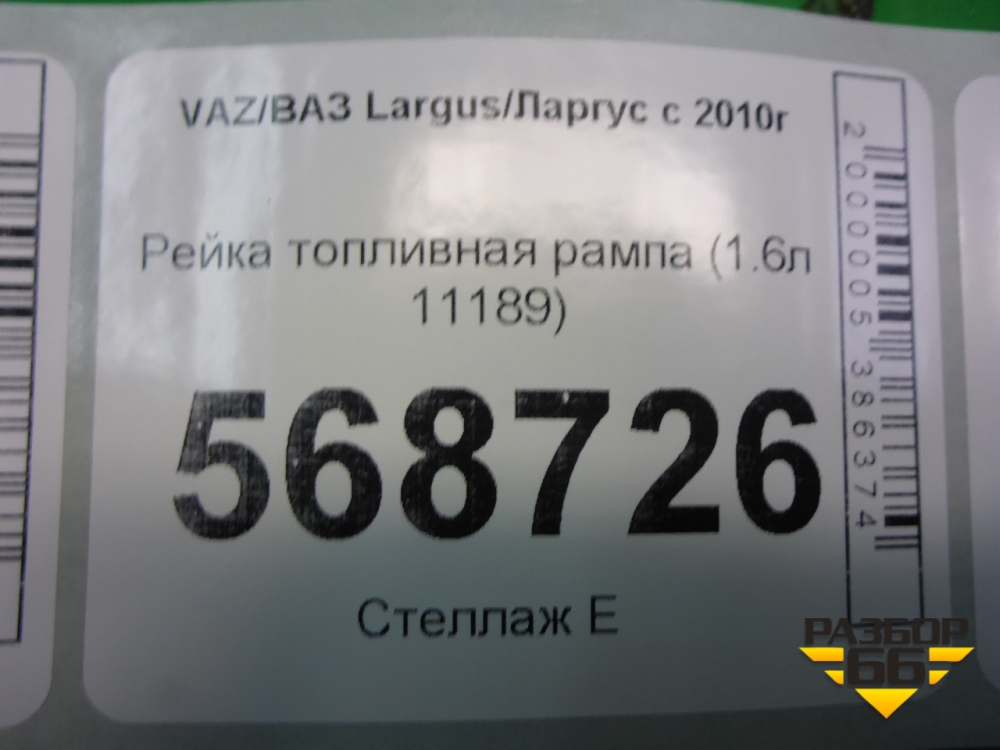 VAZ/ВАЗ Largus/Ларгус с 2010г
Рейка топливная рампа (1.6л
11189)
568726
Стеллаж Е
2000005386374
РАЗБОР
66